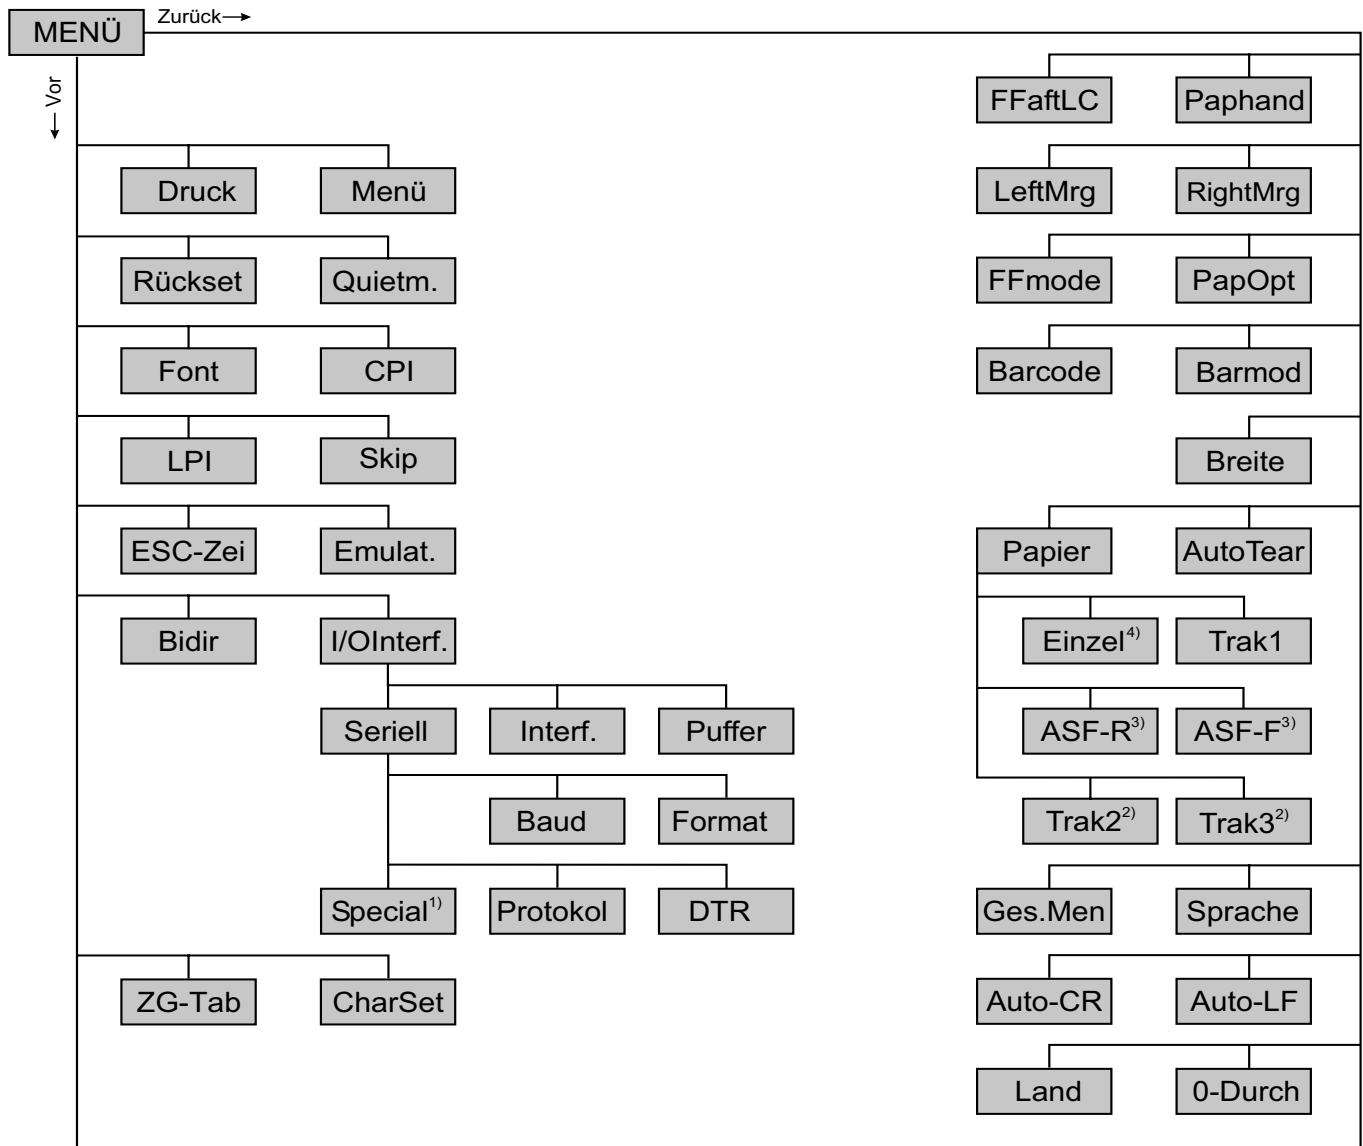 MENÜ
Zurück
Vor
Druck
Menü
Rückset
Quietm.
Font
CPI
LPI
Skip
ESC-Zei
Emulat.
Bidir
I/OInterf.
Seriell
Interf.
Puffer
Baud
Format
Special1)
Protokol
DTR
ZG-Tab
CharSet
FFaftLC
Paphand
LeftMrg
RightMrg
FFmode
PapOpt
Barcode
Barmod
Breite
Papier
AutoTear
Einzel4)
Trak1
ASF-R3)
ASF-F3)
Trak22)
Trak32)
Ges.Men
Sprache
Auto-CR
Auto-LF
Land
0-Durch